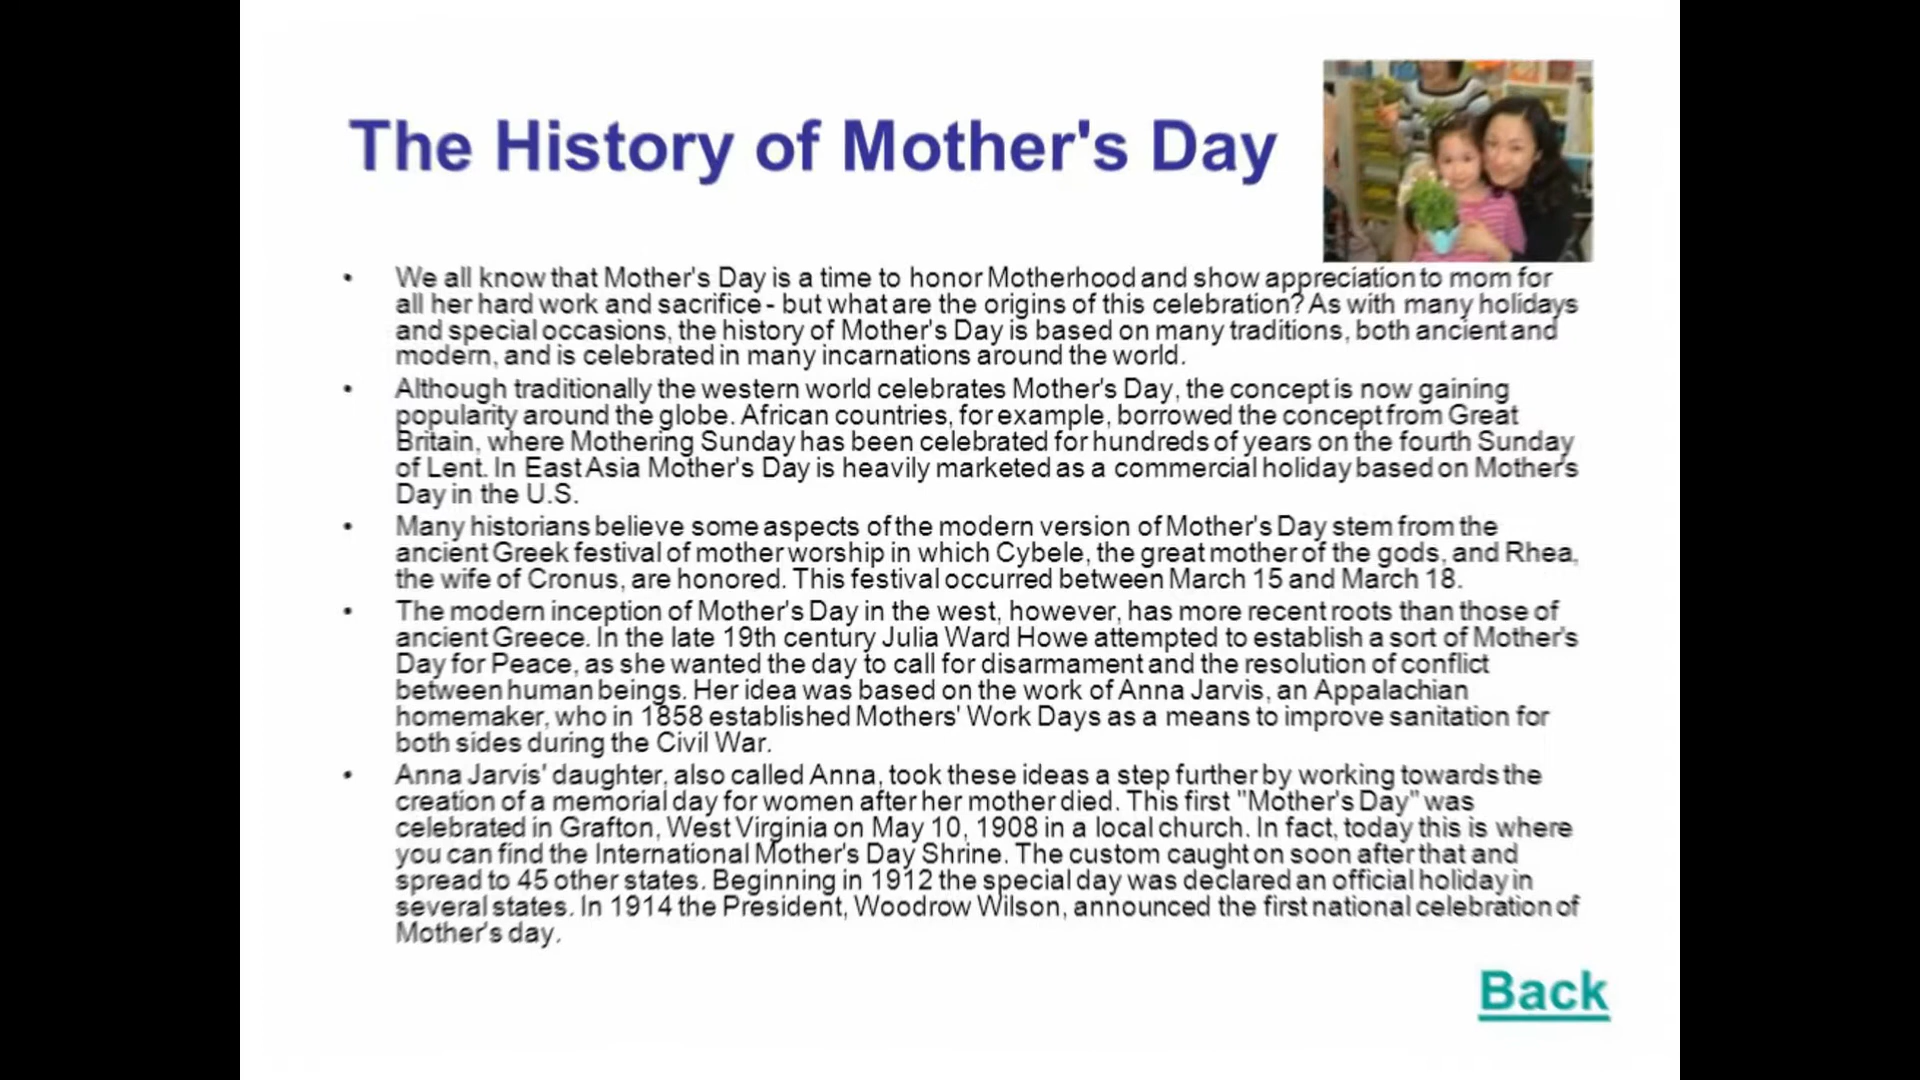 The History of Mother's Day
• We all know that Mother's Day is a time to honor Motherhood and show appreciation to mom for
all her hard work and sacrifice - but what are the origins of this celebration? As with many holidays
and special occasions, the history of Mother's Day is based on many traditions, both ancient and
modern, and is celebrated in many incarnations around the world.
• Although traditionally the western world celebrates Mother's Day, the concept is now gaining
popularity around the globe. African countries, for example, borrowed the concept from Great
Britain, where Mothering Sunday has been celebrated for hundreds of years on the fourth Sunday
of Lent. In East Asia Mother's Day is heavily marketed as a commercial holiday based on Mother's
Day in the U.S.
• Many historians believe some aspects of the modern version of Mother's Day stem from the
ancient Greek festival of mother worship in which Cybele, the great mother of the gods, and Rhea,
the wife of Cronus, are honored. This festival occurred between March 15 and March 18.
• The modern inception of Mother's Day in the west, however, has more recent roots than those of
ancient Greece. In the late 19th century Julia Ward Howe attempted to establish a sort of Mother's
Day for Peace, as she wanted the day to call for disarmament and the resolution of conflict
between human beings. Her idea was based on the work of Anna Jarvis, an Appalachian
homemaker, who in 1858 established Mothers' Work Days as a means to improve sanitation for
both sides during the Civil War.
• Anna Jarvis' daughter, also called Anna, took these ideas a step further by working towards the
creation of a memorial day for women after her mother died. This first "Mother's Day" was
celebrated in Grafton, West Virginia on May 10, 1908 in a local church. In fact, today this is where
you can find the International Mother's Day Shrine. The custom caught on soon after that and
spread to 45 other states. Beginning in 1912 the special day was declared an official holiday in
several states. In 1914 the President, Woodrow Wilson, announced the first national celebration of
Mother's day.
Back